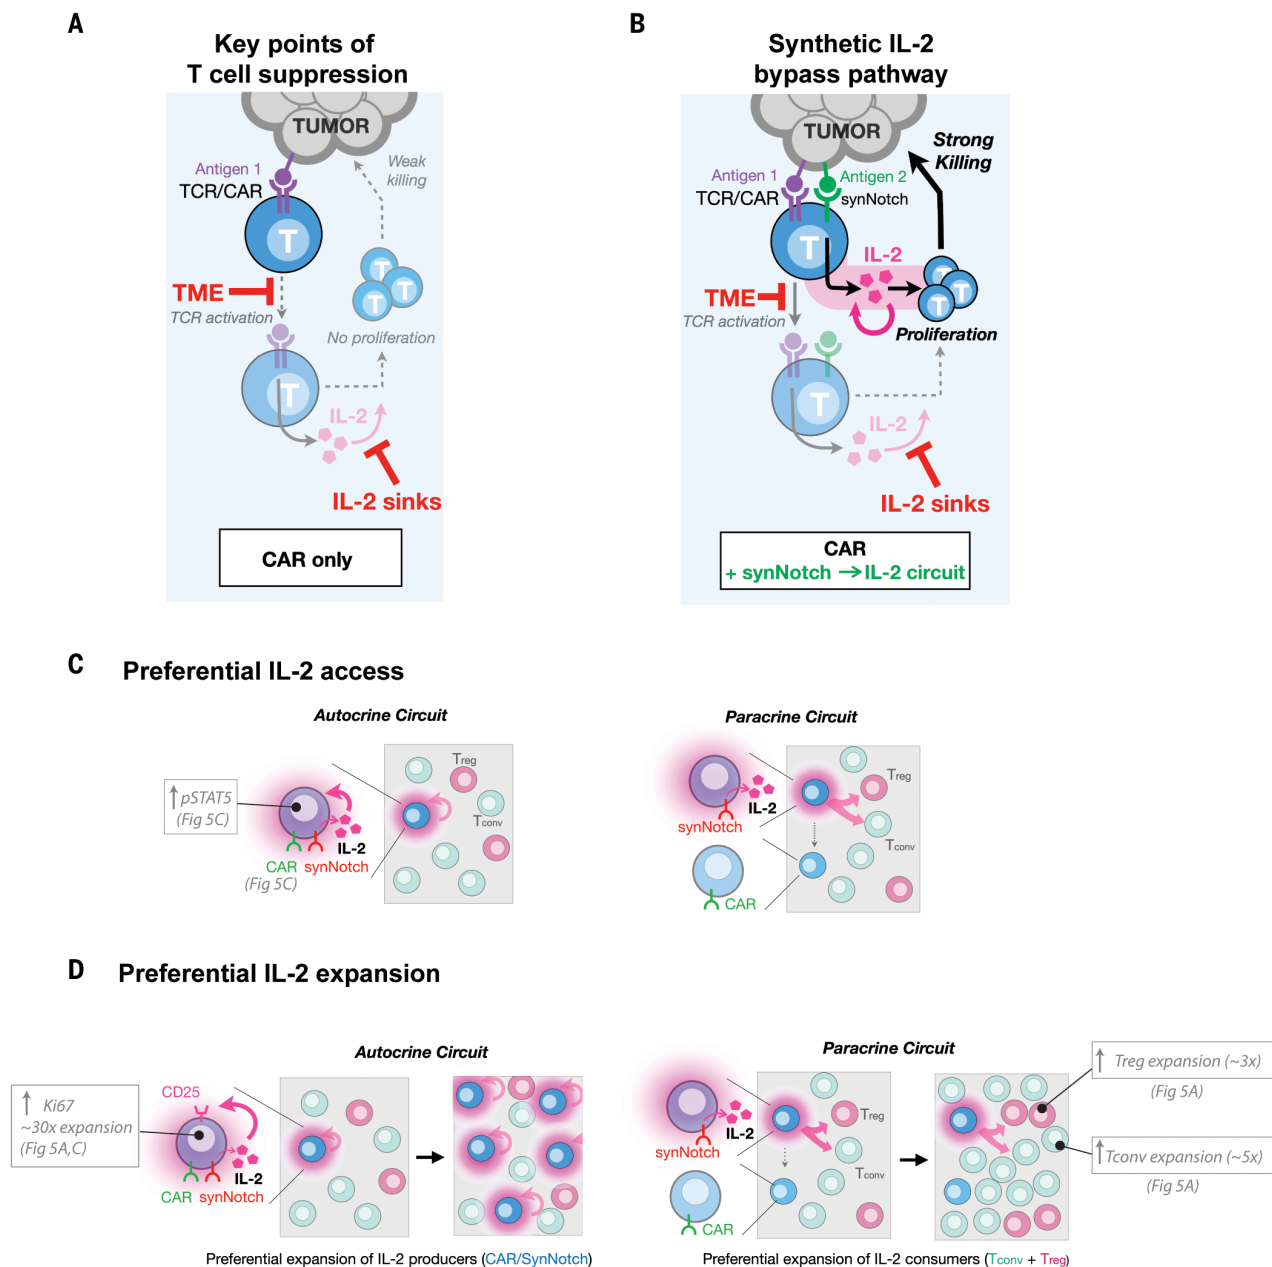 A
Key points of
T cell suppression
TUMOR
Antigen 1
TCR/CAR
Weak
killing
T
T
T
T
TME
TCR activation
No proliferation
T
IL-2
IL-2 sinks
CAR only
B
Synthetic IL-2
bypass pathway
TUMOR
Strong
Killing
Antigen 1
TCR/CAR
Antigen 2
synNotch
T
IL-2
T
T
T
TME
TCR activation
Proliferation
T
IL-2
IL-2 sinks
CAR
+ synNotch → IL-2 circuit
C
Preferential IL-2 access
Autocrine Circuit
↑ pSTAT5
(Fig 5C)
IL-2
CAR synNotch
(Fig 5C)
Treg
Tconv
Paracrine Circuit
IL-2
synNotch
CAR
Treg
Tconv
D
Preferential IL-2 expansion
Autocrine Circuit
CD25
↑ Ki67
~30x expansion
(Fig 5A,C)
IL-2
CAR synNotch
Preferential expansion of IL-2 producers (CAR/SynNotch)
Paracrine Circuit
IL-2
synNotch
CAR
Treg
Tconv
↑ Treg expansion (~3x)
(Fig 5A)
↑ Tconv expansion (~5x)
(Fig 5A)
Preferential expansion of IL-2 consumers (Tconv + Treg)